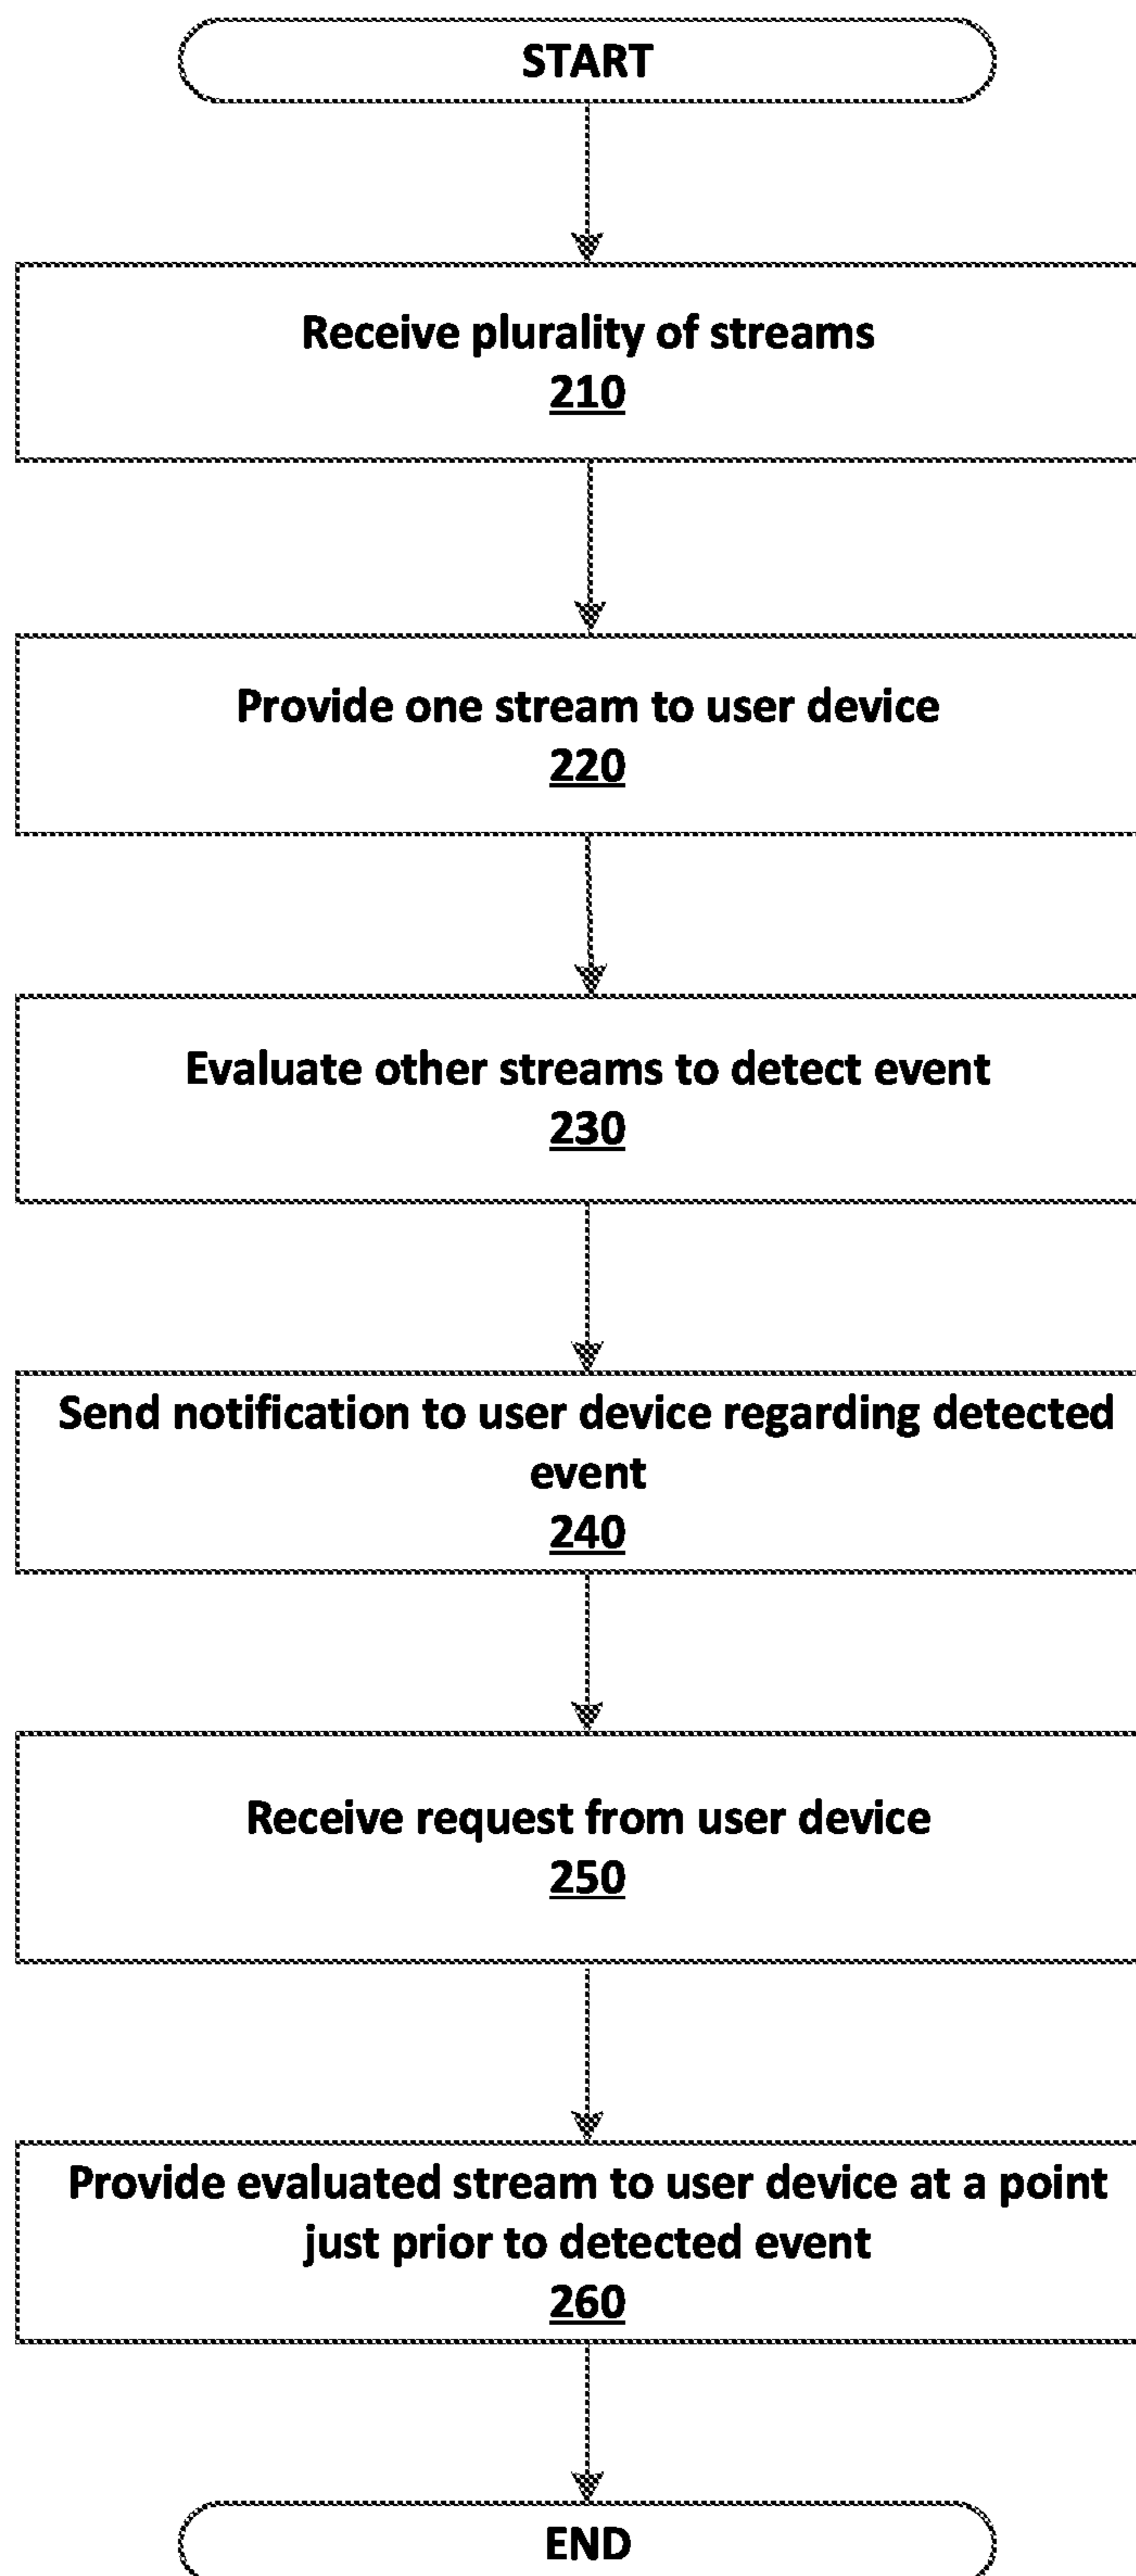 START
Receive plurality of streams
210
Provide one stream to user device
220
Evaluate other streams to detect event
230
Send notification to user device regarding detected
event
240
Receive request from user device
250
Provide evaluated stream to user device at a point
just prior to detected event
260
END